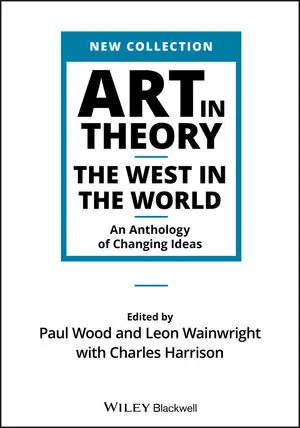 NEW COLLECTION
ART IN
THEORY
THE WEST IN
THE WORLD
An Anthology
of Changing Ideas
Edited by
Paul Wood and Leon Wainwright
with Charles Harrison
WILEY Blackwell